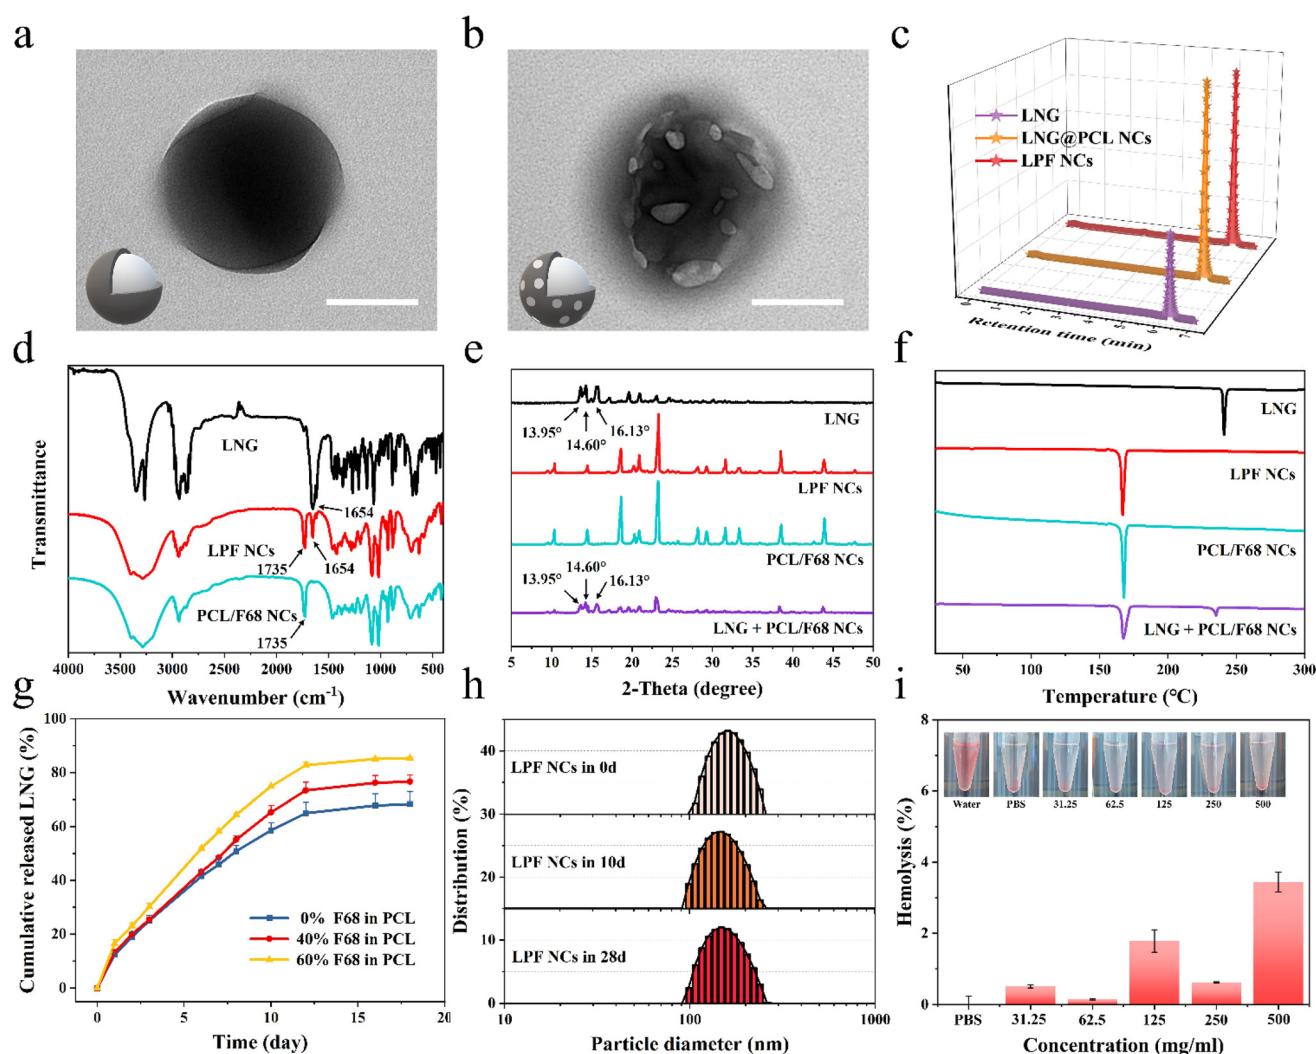 a
b
c
LNG
LNG@PCL NCs
LPF NCs
Retention time (min)
d
Transmittance
LNG
1654
LPF NCs
1735
1654
PCL/F68 NCs
1735
4000 3500 3000 2500 2000 1500 1000 500
Wavenumber (cm⁻¹)
e
13.95°
14.60°
16.13°
LNG
LPF NCs
PCL/F68 NCs
13.95°
14.60°
16.13°
LNG + PCL/F68 NCs
5 10 15 20 25 30 35 40 45 50
2-Theta (degree)
f
LNG
LPF NCs
PCL/F68 NCs
LNG + PCL/F68 NCs
50 100 150 200 250 300
Temperature (℃)
g
Cumulative released LNG (%)
100
80
60
40
20
0
0% F68 in PCL
40% F68 in PCL
60% F68 in PCL
0 5 10 15 20
Time (day)
h
Distribution (%)
40
LPF NCs in 0d
30
LPF NCs in 10d
20
10
LPF NCs in 28d
0
10 100 1000
Particle diameter (nm)
i
Hemolysis (%)
8
6
4
2
0
Water PBS 31.25 62.5 125 250 500
PBS 31.25 62.5 125 250 500
Concentration (mg/ml)